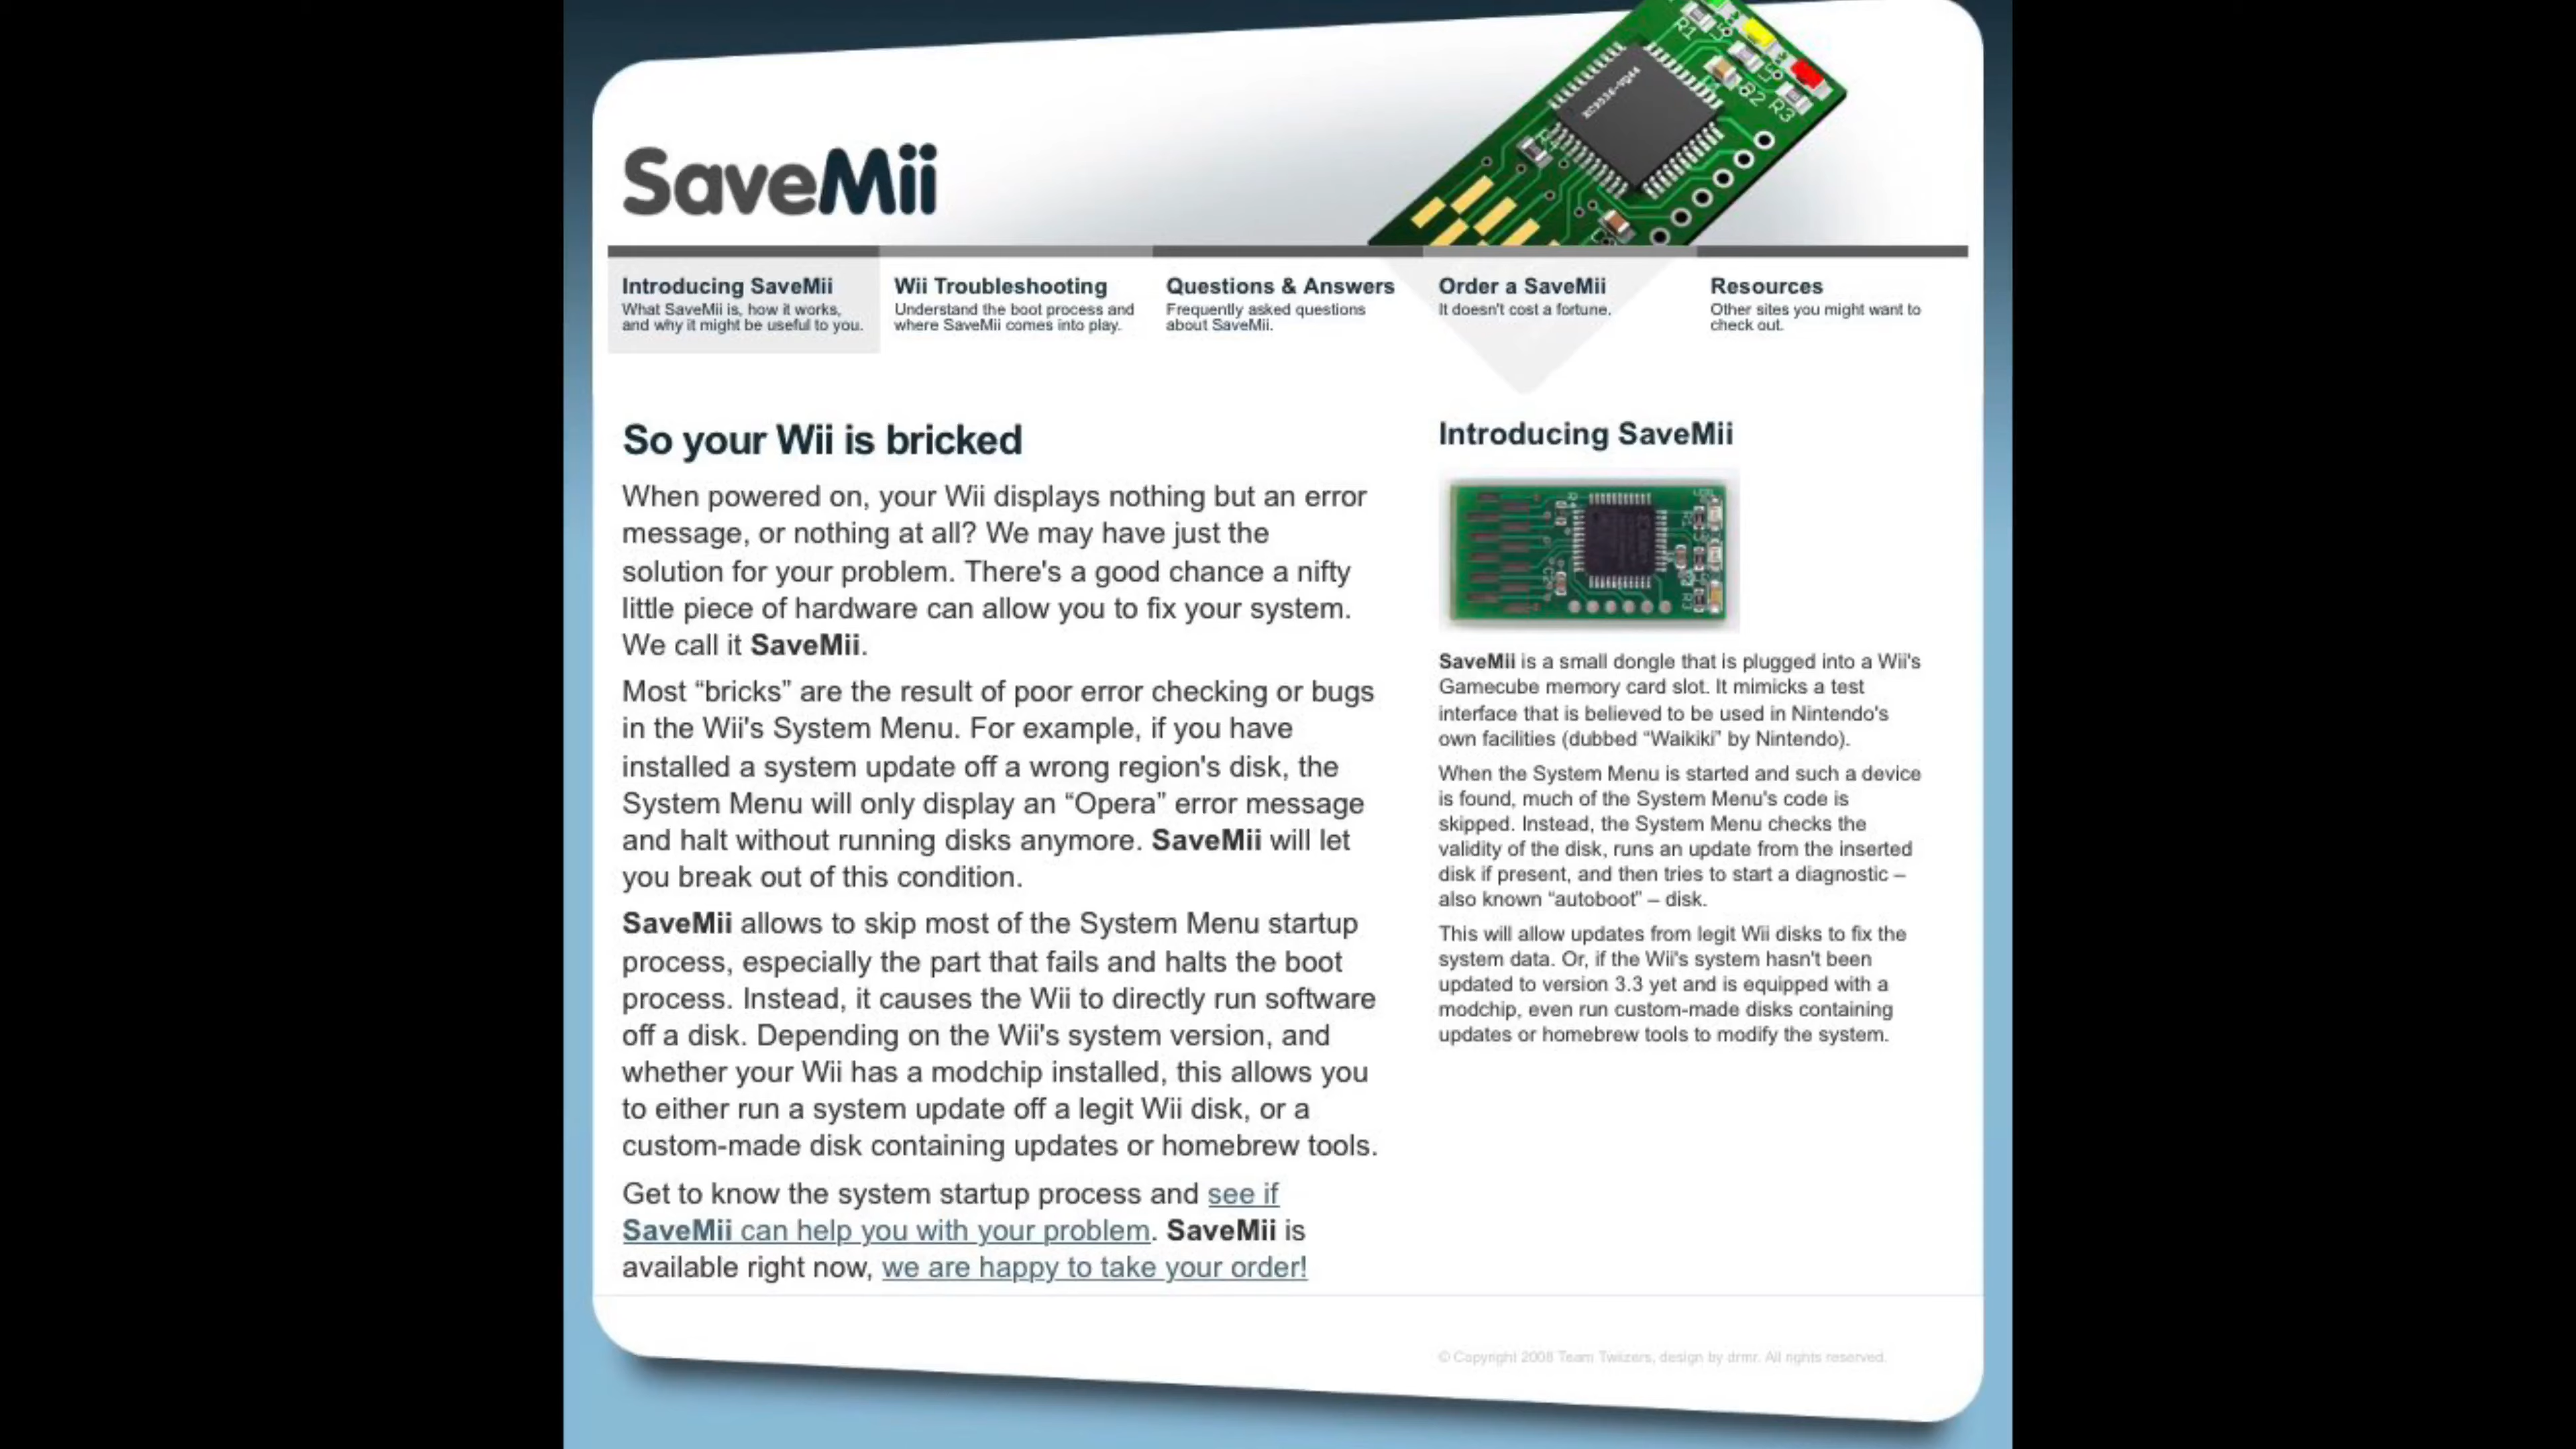 SaveMii
XC9536-VQ44
R1
R2
R3
Introducing SaveMii
What SaveMii is, how it works,
and why it might be useful to you.
Wii Troubleshooting
Understand the boot process and
where SaveMii comes into play.
Questions & Answers
Frequently asked questions
about SaveMii.
Order a SaveMii
It doesn't cost a fortune.
Resources
Other sites you might want to
check out.
So your Wii is bricked
When powered on, your Wii displays nothing but an error
message, or nothing at all? We may have just the
solution for your problem. There's a good chance a nifty
little piece of hardware can allow you to fix your system.
We call it SaveMii.
Most “bricks” are the result of poor error checking or bugs
in the Wii's System Menu. For example, if you have
installed a system update off a wrong region's disk, the
System Menu will only display an “Opera” error message
and halt without running disks anymore. SaveMii will let
you break out of this condition.
SaveMii allows to skip most of the System Menu startup
process, especially the part that fails and halts the boot
process. Instead, it causes the Wii to directly run software
off a disk. Depending on the Wii's system version, and
whether your Wii has a modchip installed, this allows you
to either run a system update off a legit Wii disk, or a
custom-made disk containing updates or homebrew tools.
Get to know the system startup process and see if
SaveMii can help you with your problem. SaveMii is
available right now, we are happy to take your order!
Introducing SaveMii
SaveMii is a small dongle that is plugged into a Wii's
Gamecube memory card slot. It mimicks a test
interface that is believed to be used in Nintendo's
own facilities (dubbed “Waikiki” by Nintendo).
When the System Menu is started and such a device
is found, much of the System Menu's code is
skipped. Instead, the System Menu checks the
validity of the disk, runs an update from the inserted
disk if present, and then tries to start a diagnostic –
also known “autoboot” – disk.
This will allow updates from legit Wii disks to fix the
system data. Or, if the Wii's system hasn't been
updated to version 3.3 yet and is equipped with a
modchip, even run custom-made disks containing
updates or homebrew tools to modify the system.
© Copyright 2008 Team Twiizers, design by drmr. All rights reserved.